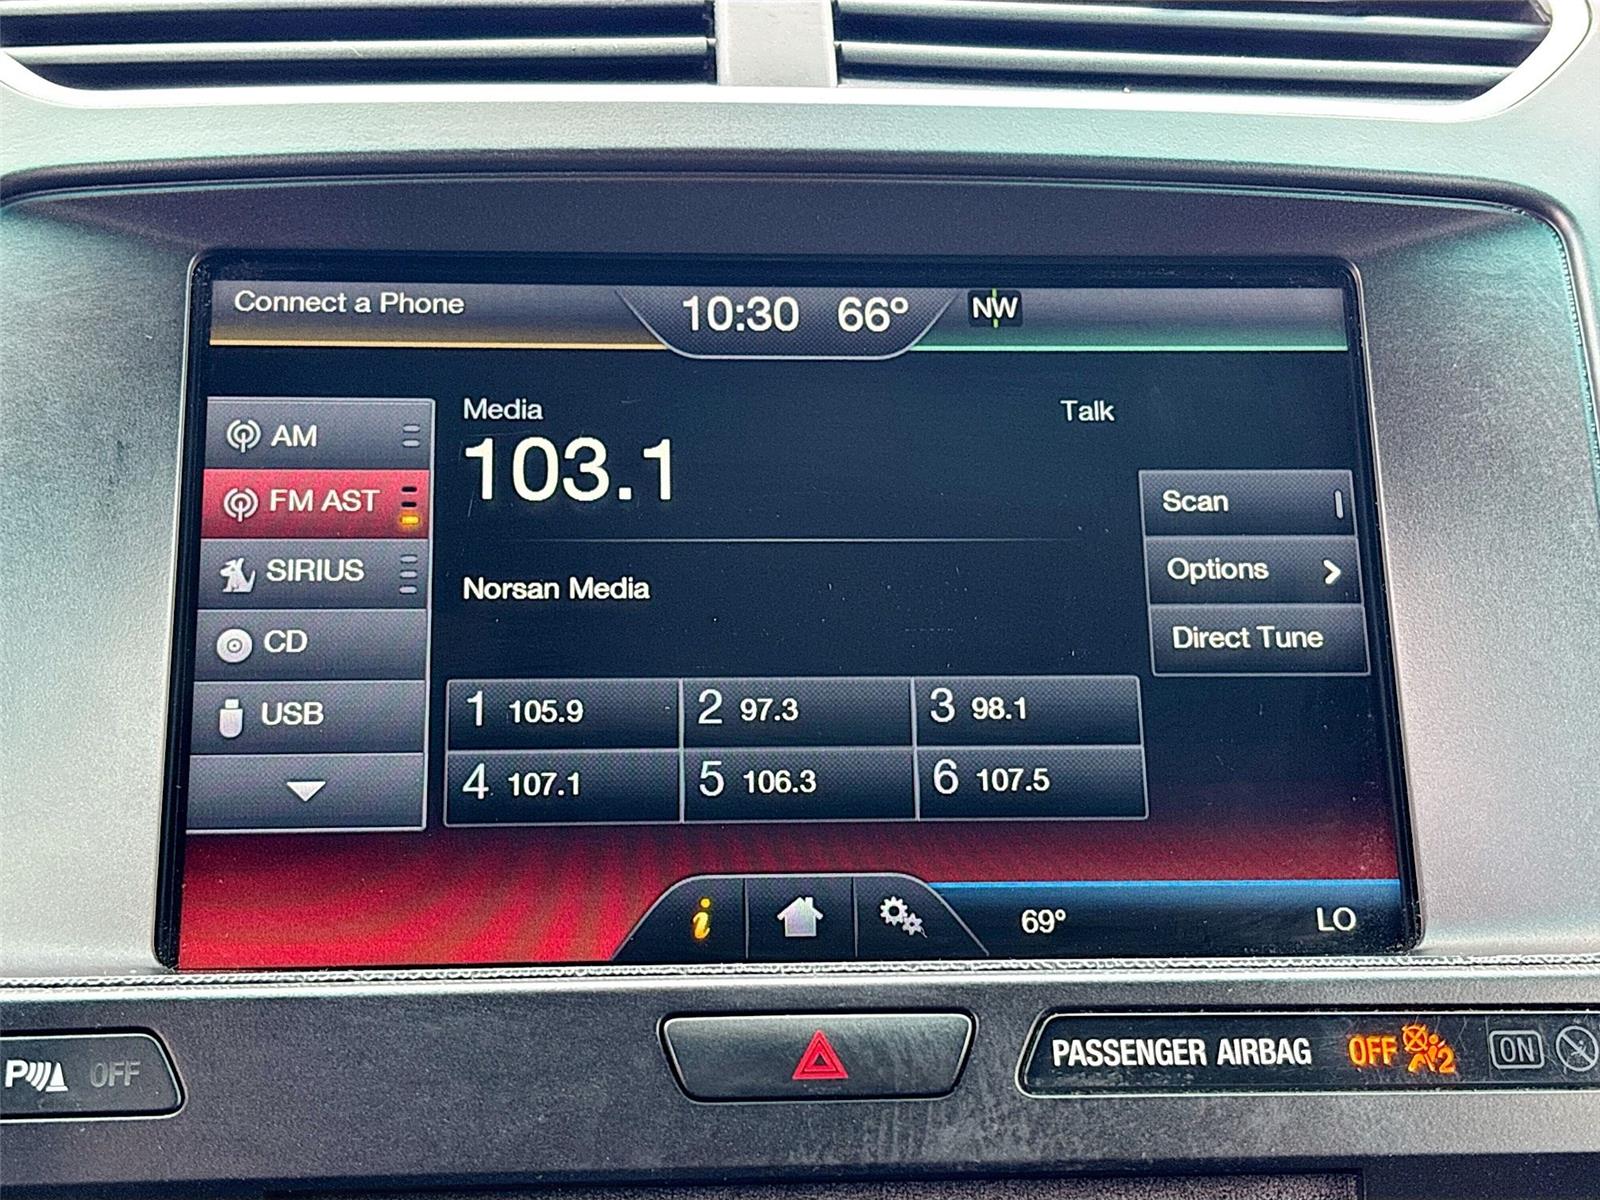 Connect a Phone
10:30 66° NW
AM
FM AST
SIRIUS
CD
USB
Media
103.1
Talk
Norsan Media
Scan
Options
Direct Tune
1 105.9
2 97.3
3 98.1
4 107.1
5 106.3
6 107.5
i
69° LO
P OFF
PASSENGER AIRBAG OFF 2 ON